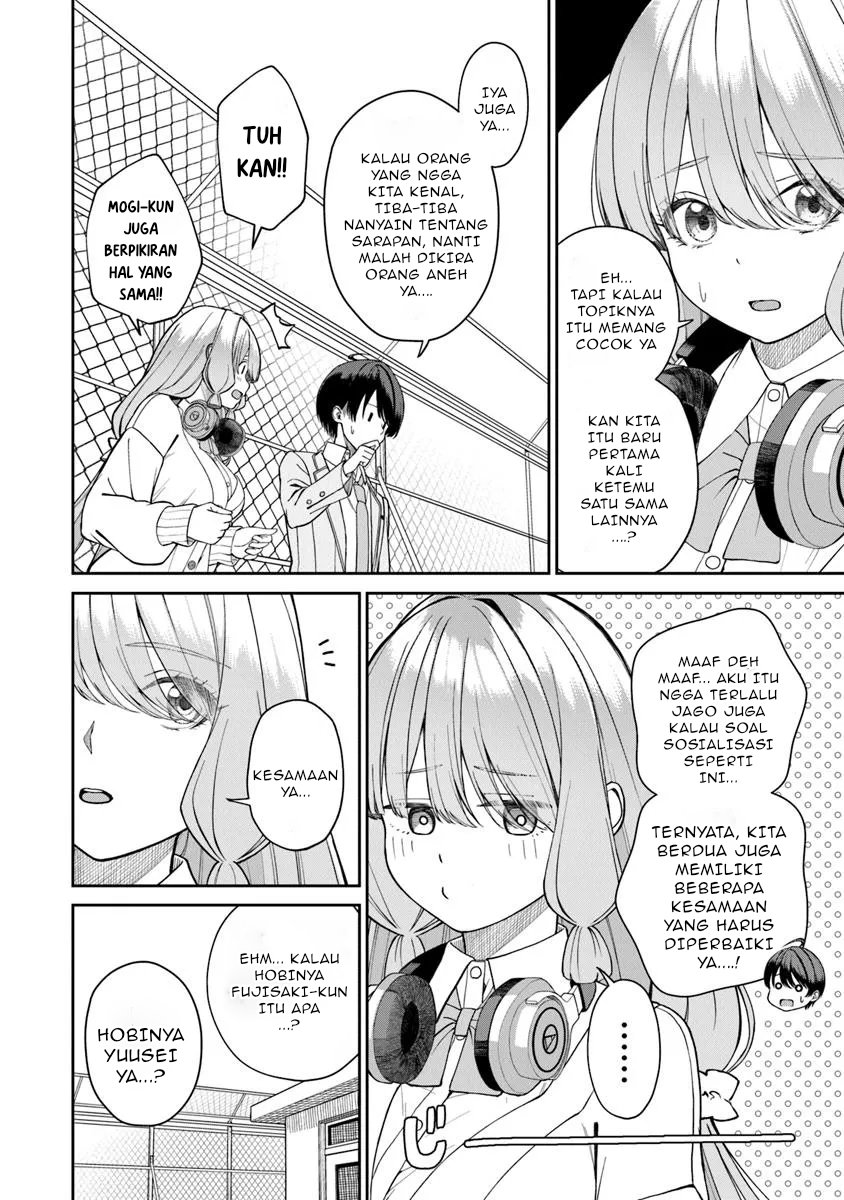 EH...
TAPI KALAU
TOPIKNYA
ITU MEMANG
COCOK YA
KAN KITA
ITU BARU
PERTAMA
KALI
KETEMU
SATU SAMA
LAINNYA
.....?
IYA
JUGA
YA...
KALAU ORANG
YANG NGGA
KITA KENAL,
TIBA-TIBA
NANYAIN TENTANG
SARAPAN, NANTI
MALAH DIKIRA
ORANG ANEH
YA....
TUH
KAN!!
MOGI-KUN
JUGA
BERPIKIRAN
HAL YANG
SAMA!!
MAAF DEH
MAAF... AKU ITU
NGGA TERLALU
JAGO JUGA
KALAU SOAL
SOSIALISASI
SEPERTI
INI...
TERNYATA, KITA
BERDUA JUGA
MEMILIKI
BEBERAPA
KESAMAAN
YANG HARUS
DIPERBAIKI
YA....!
......
じー
KESAMAAN
YA...
EHM... KALAU
HOBINYA
FUJISAKI-KUN
ITU APA
...?
HOBINYA
YUUSEI
YA...?